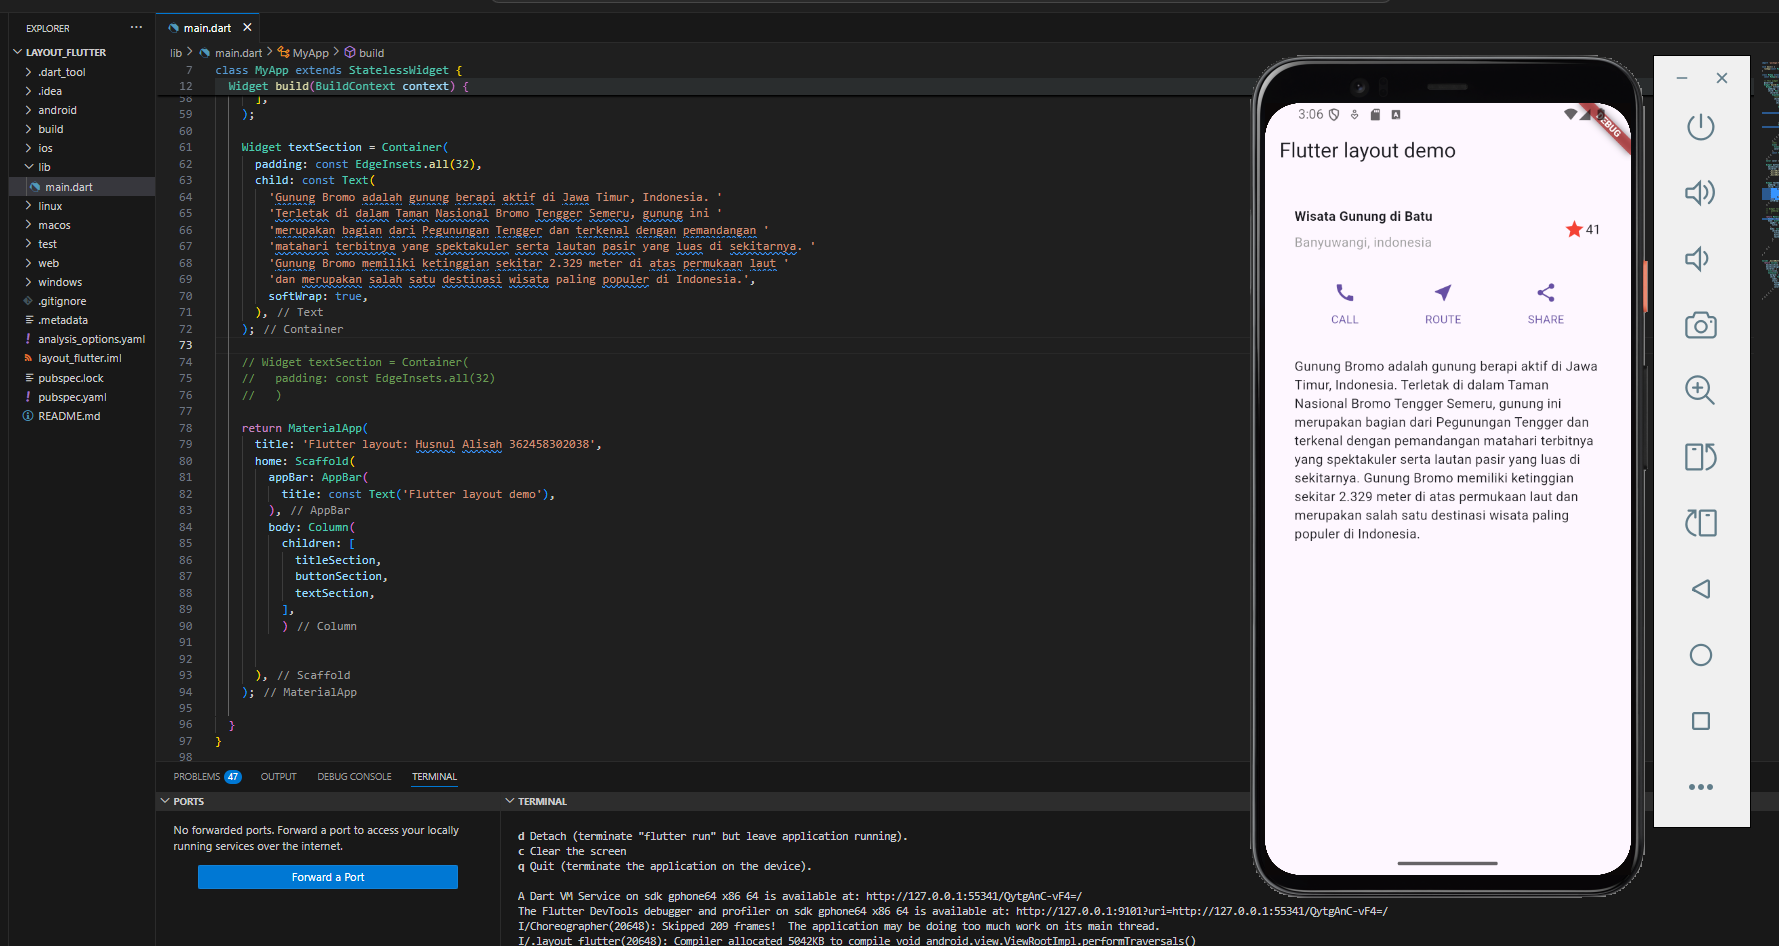 EXPLORER
···
LAYOUT_FLUTTER
.dart_tool
.idea
android
build
ios
lib
main.dart
linux
macos
test
web
windows
.gitignore
.metadata
analysis_options.yaml
layout_flutter.iml
pubspec.lock
pubspec.yaml
README.md
main.dart
lib > main.dart > MyApp > build
7 class MyApp extends StatelessWidget {
12 Widget build(BuildContext context) {
58 ],
59 );
60
61 Widget textSection = Container(
62 padding: const EdgeInsets.all(32),
63 child: const Text(
64 'Gunung Bromo adalah gunung berapi aktif di Jawa Timur, Indonesia. '
65 'Terletak di dalam Taman Nasional Bromo Tengger Semeru, gunung ini '
66 'merupakan bagian dari Pegunungan Tengger dan terkenal dengan pemandangan '
67 'matahari terbitnya yang spektakuler serta lautan pasir yang luas di sekitarnya. '
68 'Gunung Bromo memiliki ketinggian sekitar 2.329 meter di atas permukaan laut '
69 'dan merupakan salah satu destinasi wisata paling populer di Indonesia.',
70 softWrap: true,
71 ), // Text
72 ); // Container
73
74 // Widget textSection = Container(
75 // padding: const EdgeInsets.all(32)
76 // )
77
78 return MaterialApp(
79 title: 'Flutter layout: Husnul Alisah 362458302038',
80 home: Scaffold(
81 appBar: AppBar(
82 title: const Text('Flutter layout demo'),
83 ), // AppBar
84 body: Column(
85 children: [
86 titleSection,
87 buttonSection,
88 textSection,
89 ],
90 ) // Column
91
92
93 ), // Scaffold
94 ); // MaterialApp
95
96 }
97 }
98
PROBLEMS 47 OUTPUT DEBUG CONSOLE TERMINAL
PORTS
No forwarded ports. Forward a port to access your locally
running services over the internet.
Forward a Port
TERMINAL
d Detach (terminate "flutter run" but leave application running).
c Clear the screen
q Quit (terminate the application on the device).
A Dart VM Service on sdk gphone64 x86 64 is available at: http://127.0.0.1:55341/QytgAnC-vF4=/
The Flutter DevTools debugger and profiler on sdk gphone64 x86 64 is available at: http://127.0.0.1:9101?uri=http://127.0.0.1:55341/QytgAnC-vF4=/
I/Choreographer(20648): Skipped 209 frames!  The application may be doing too much work on its main thread.
I/.layout_flutter(20648): Compiler allocated 5042KB to compile void android.view.ViewRootImpl.performTraversals()
3:06
DEBUG
Flutter layout demo
Wisata Gunung di Batu
Banyuwangi, indonesia
41
CALL ROUTE SHARE
Gunung Bromo adalah gunung berapi aktif di Jawa
Timur, Indonesia. Terletak di dalam Taman
Nasional Bromo Tengger Semeru, gunung ini
merupakan bagian dari Pegunungan Tengger dan
terkenal dengan pemandangan matahari terbitnya
yang spektakuler serta lautan pasir yang luas di
sekitarnya. Gunung Bromo memiliki ketinggian
sekitar 2.329 meter di atas permukaan laut dan
merupakan salah satu destinasi wisata paling
populer di Indonesia.